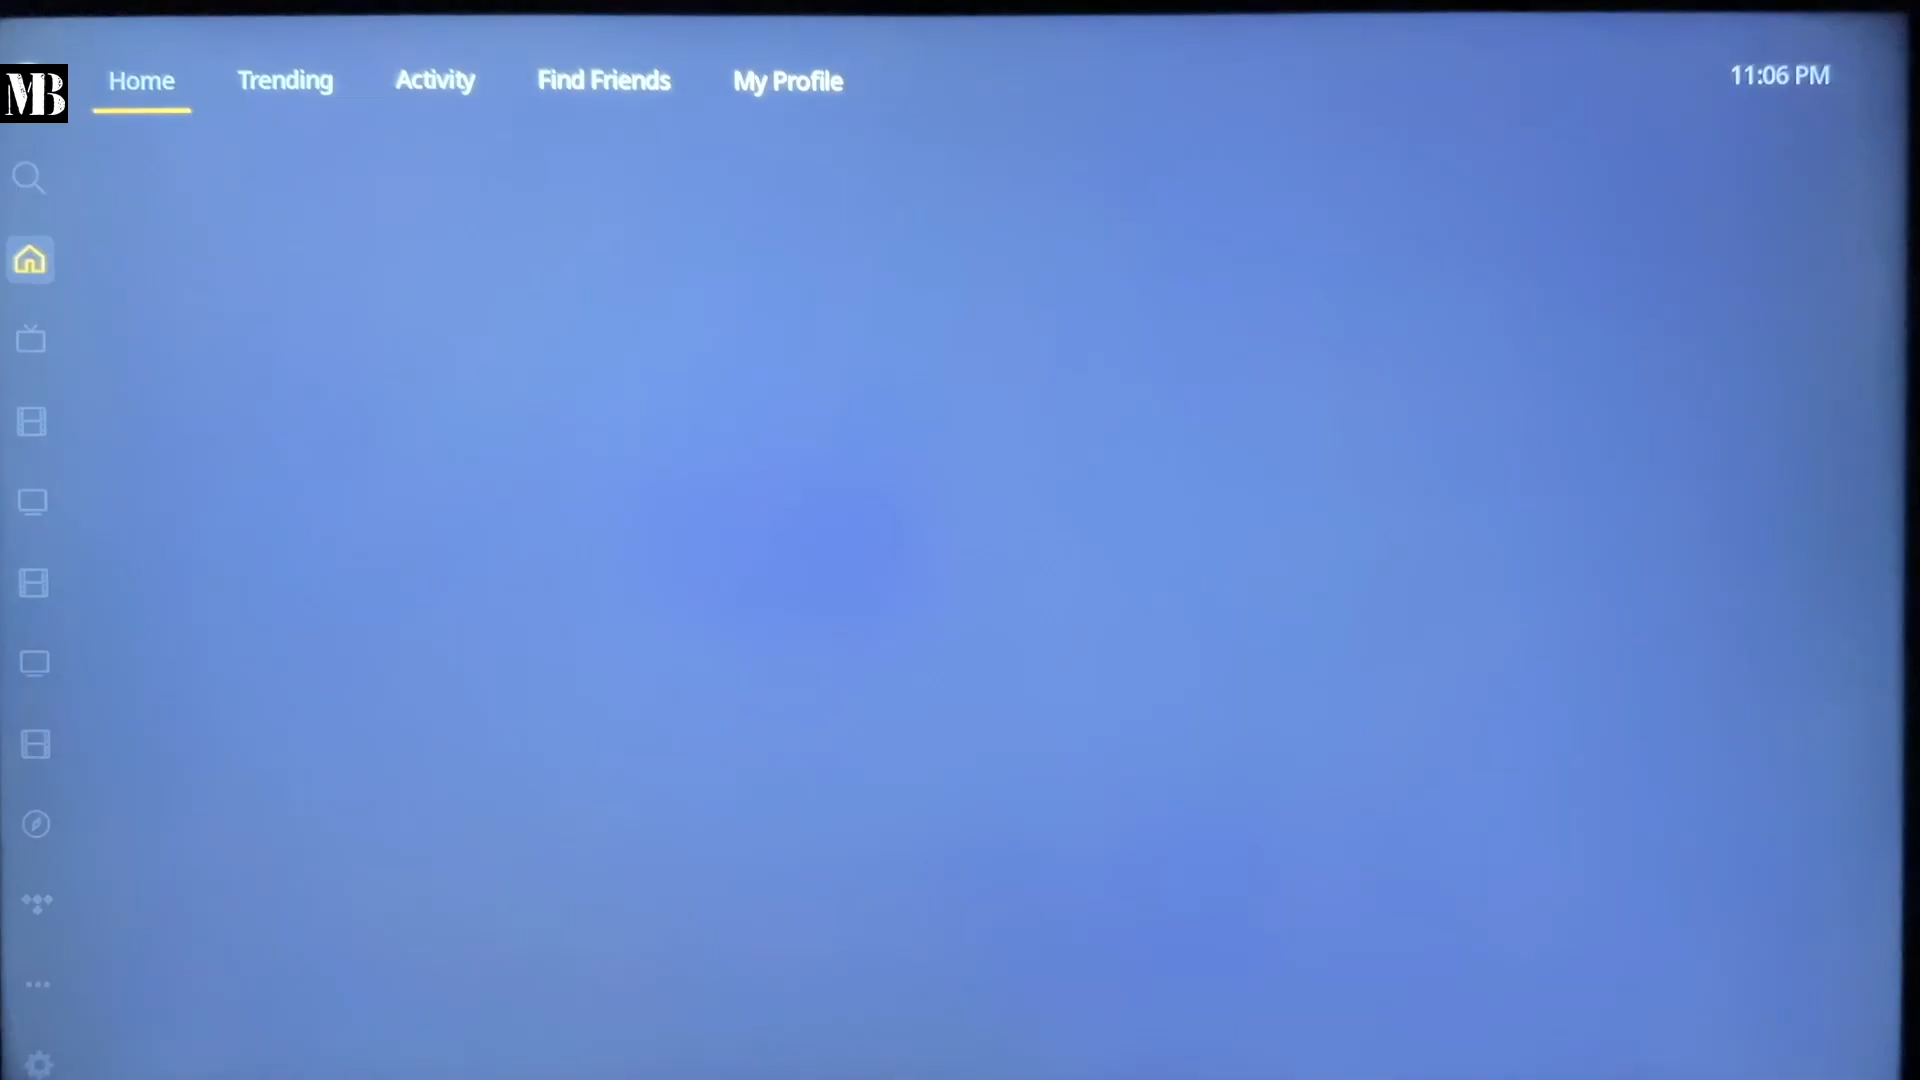 MB
Home
Trending
Activity
Find Friends
My Profile
11:06 PM